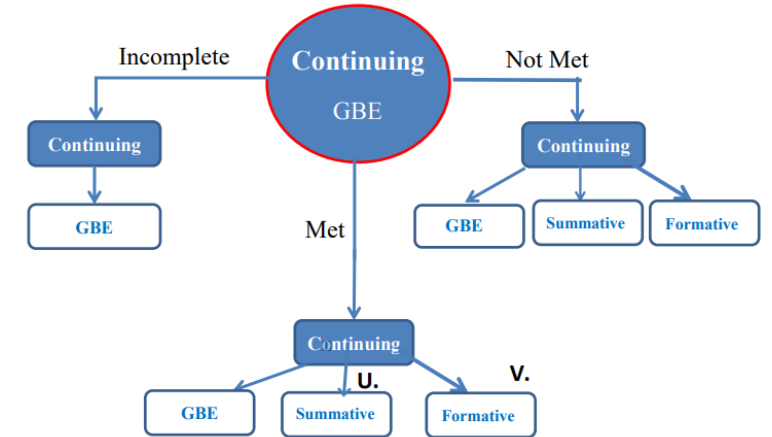 Incomplete
Continuing
GBE
Not Met
Continuing
GBE
Continuing
GBE
Summative
Formative
Met
Continuing
U.
V.
GBE
Summative
Formative